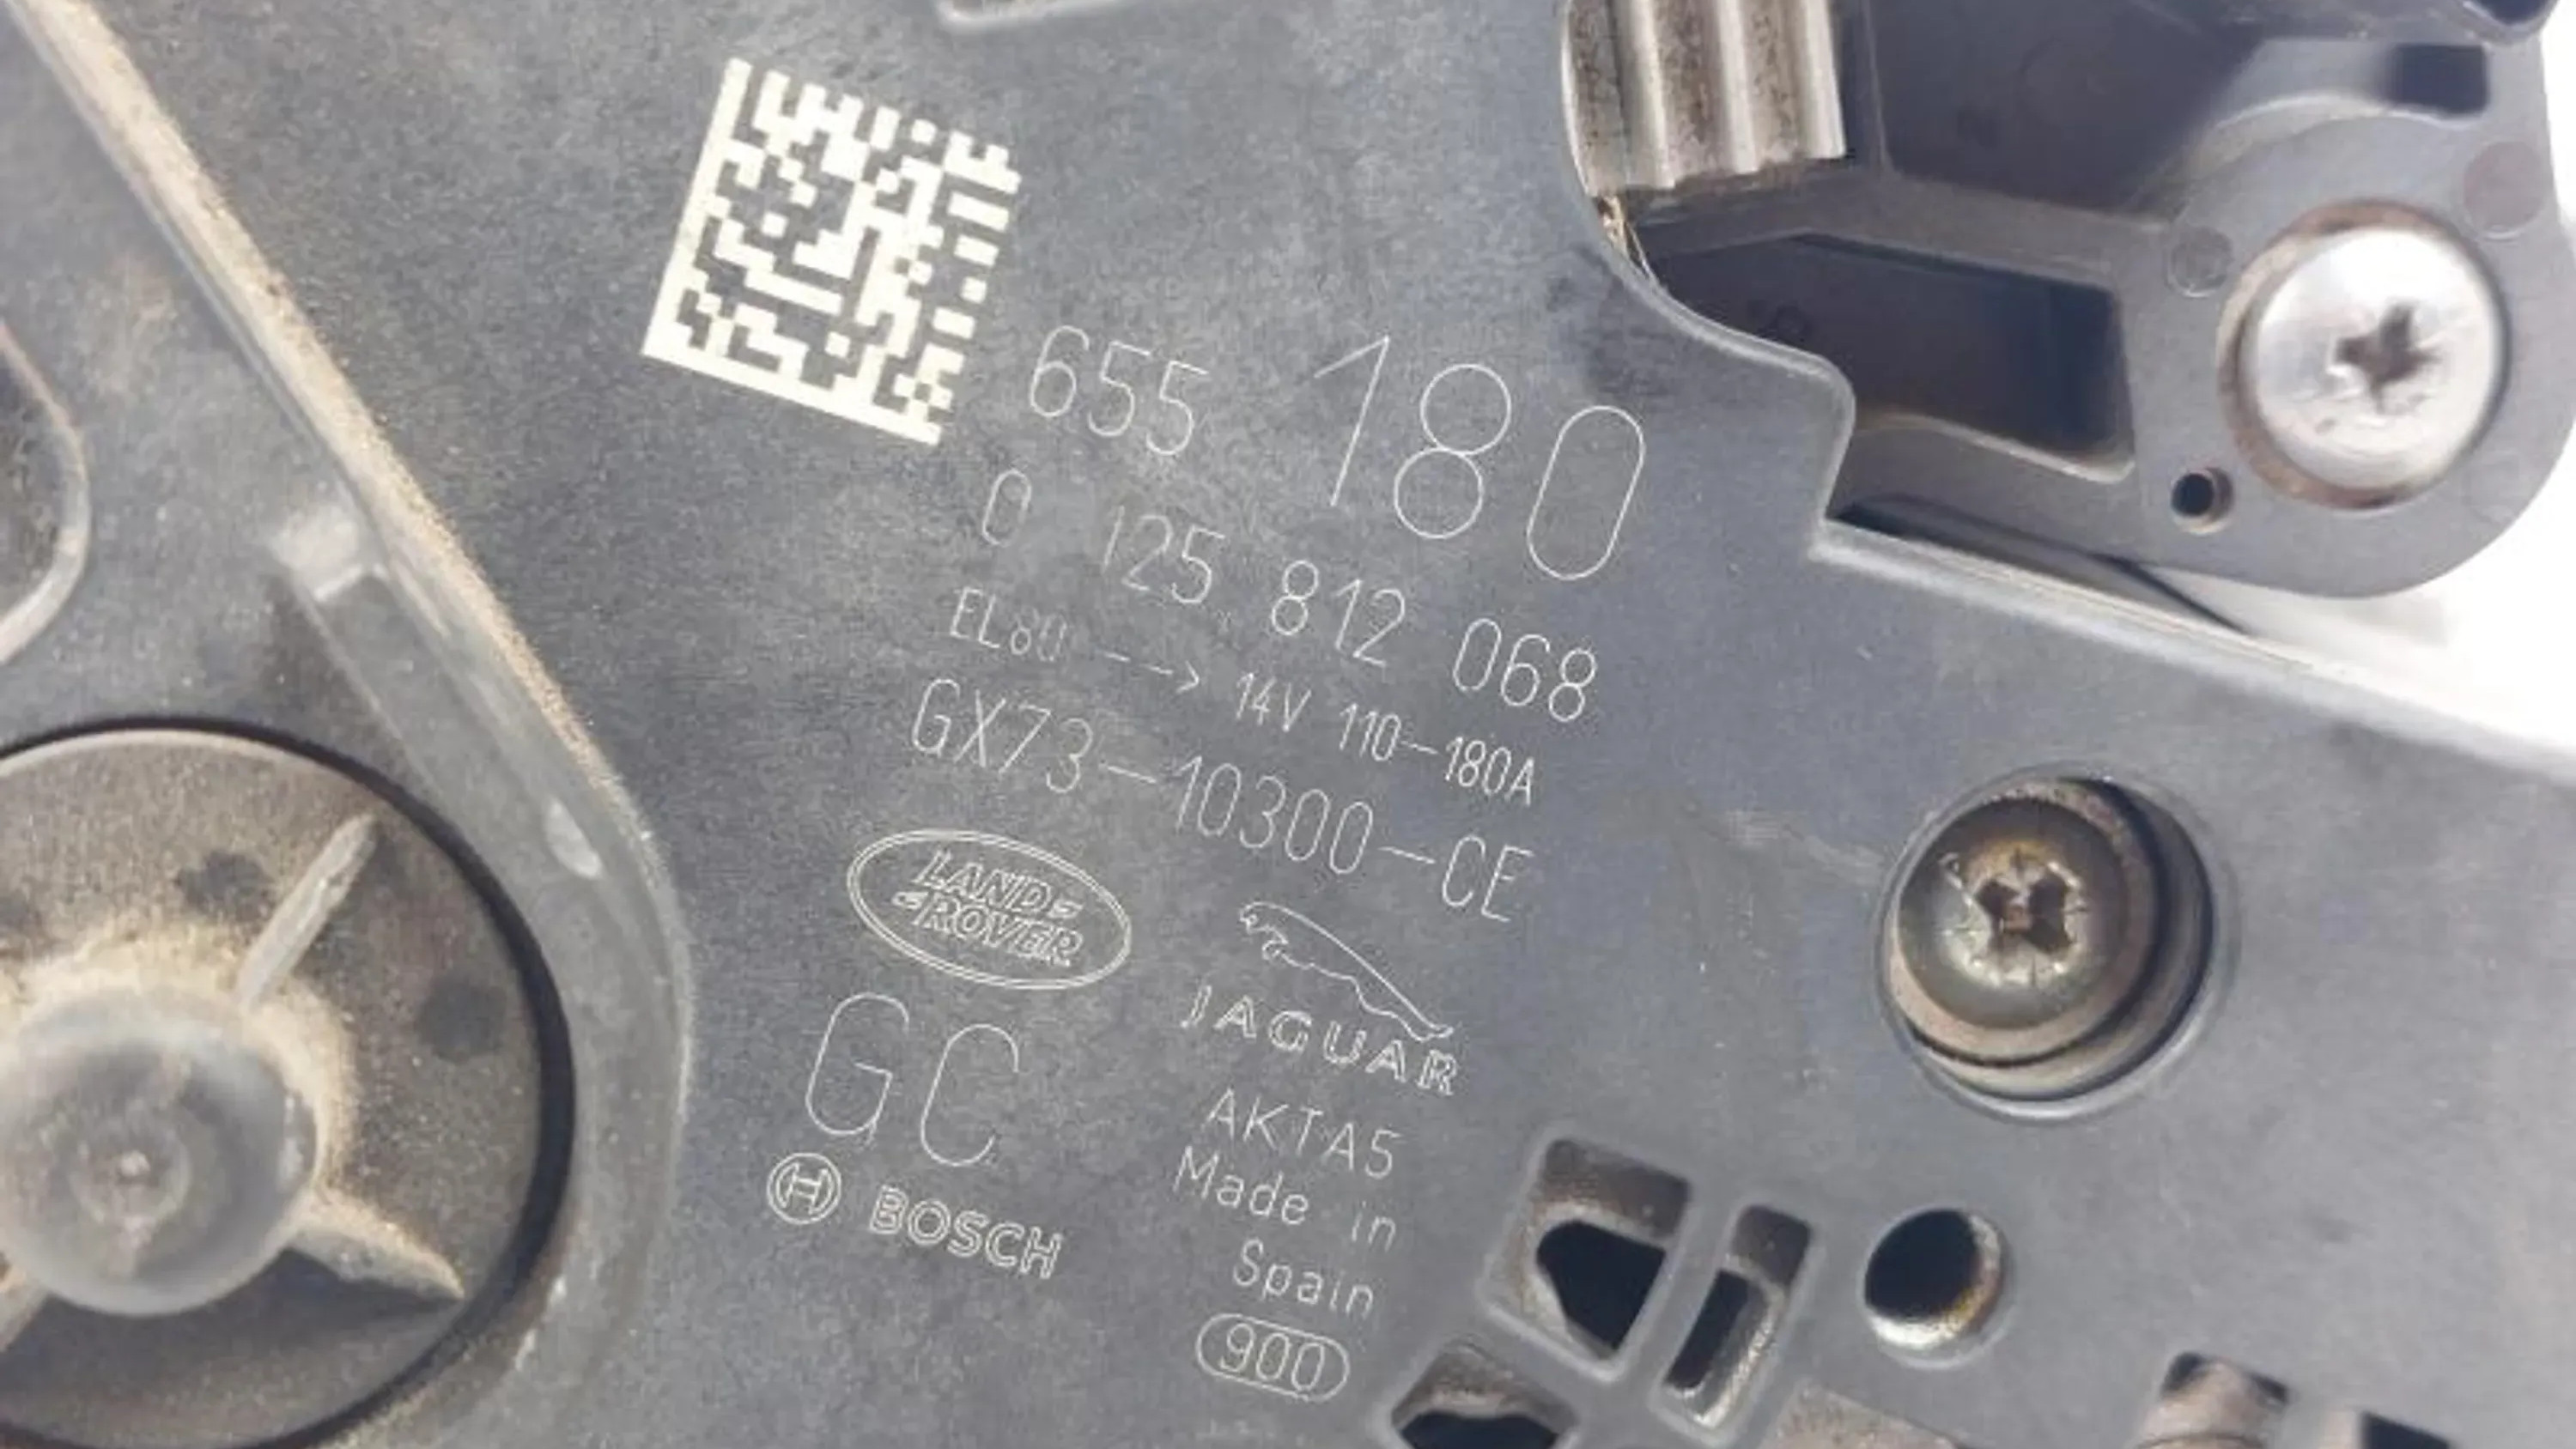 655 180
0 125 812 068
EL80 --> 14V 110-180A
GX73-10300-CE
LAND
ROVER
JAGUAR
GC
AKTA5
Made in
Spain
BOSCH
900